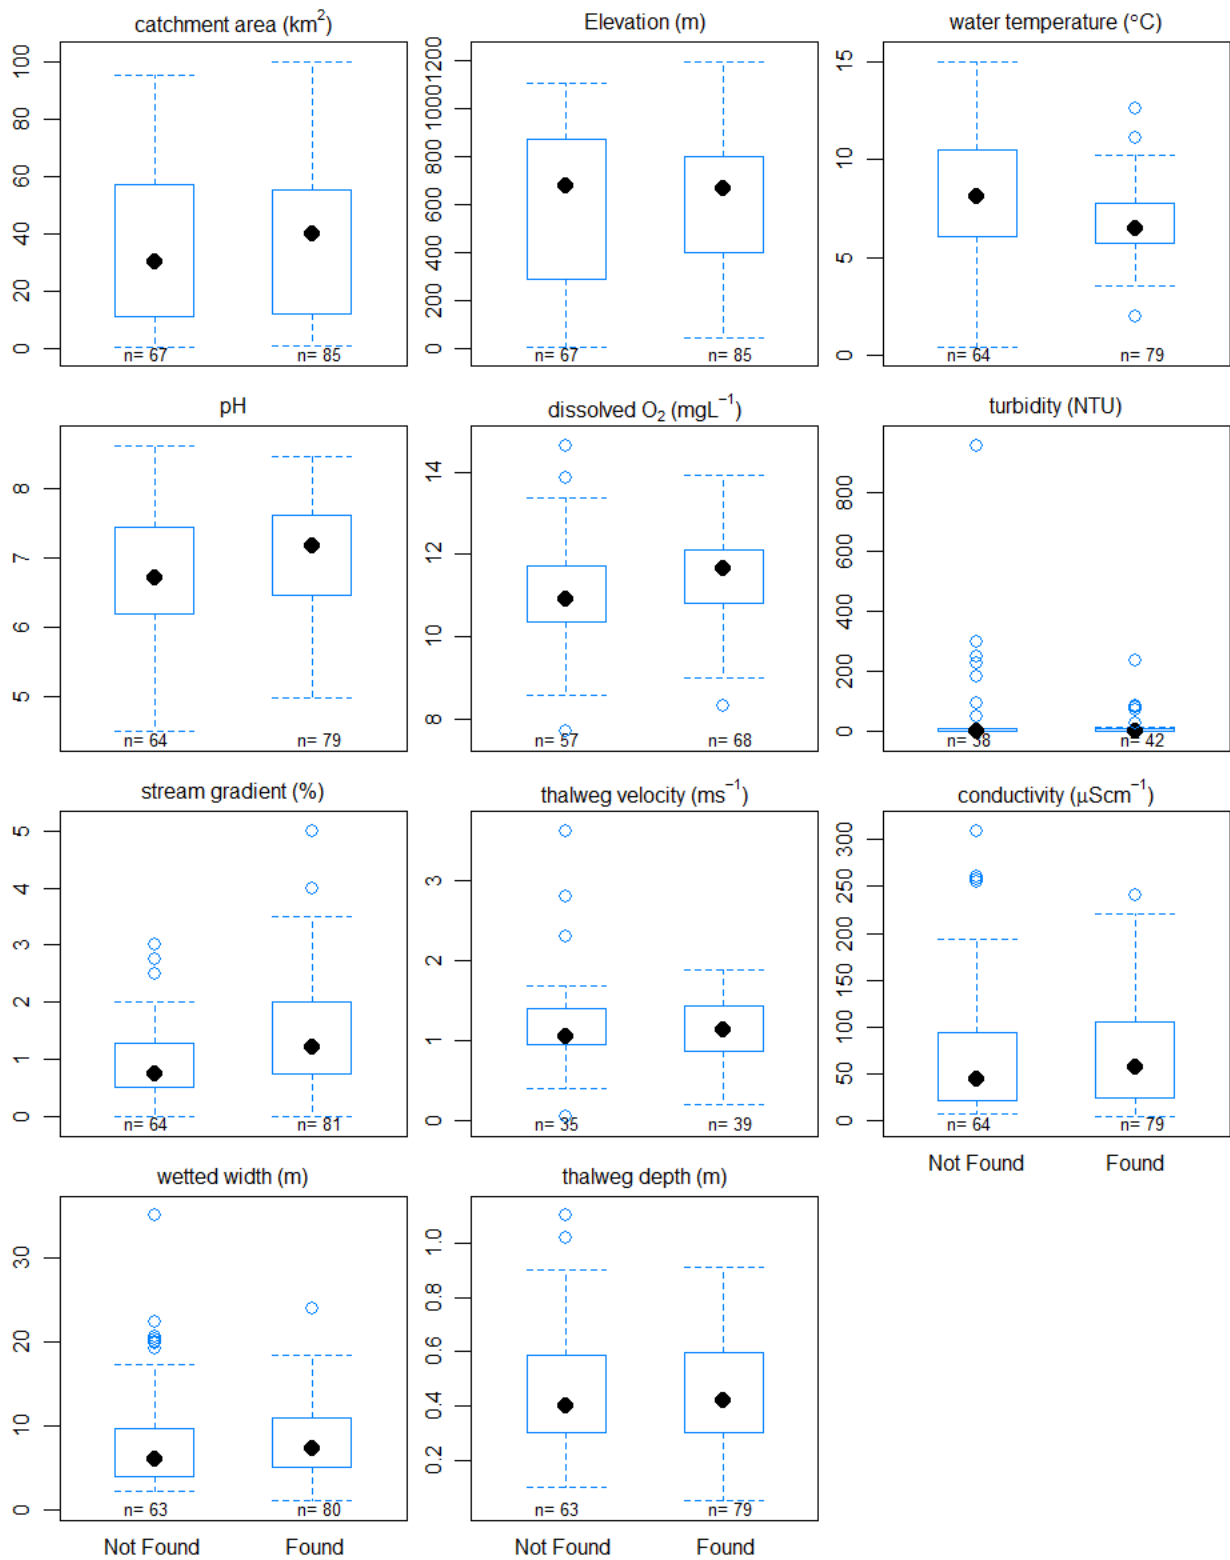 catchment area (km²)
100
80
60
40
20
0
n= 67
n= 85
Elevation (m)
1200
1000
800
600
400
200
0
n= 67
n= 85
water temperature (°C)
15
10
5
0
n= 64
n= 79
pH
8
7
6
5
n= 64
n= 79
dissolved O₂ (mgL⁻¹)
14
12
10
8
n= 57
n= 68
turbidity (NTU)
800
600
400
200
0
n= 38
n= 42
stream gradient (%)
5
4
3
2
1
0
n= 64
n= 81
thalweg velocity (ms⁻¹)
3
2
1
0
n= 35
n= 39
conductivity (μScm⁻¹)
300
250
200
150
100
50
0
n= 64
n= 79
Not Found
Found
wetted width (m)
30
20
10
0
n= 63
n= 80
Not Found
Found
thalweg depth (m)
1.0
0.8
0.6
0.4
0.2
n= 63
n= 79
Not Found
Found